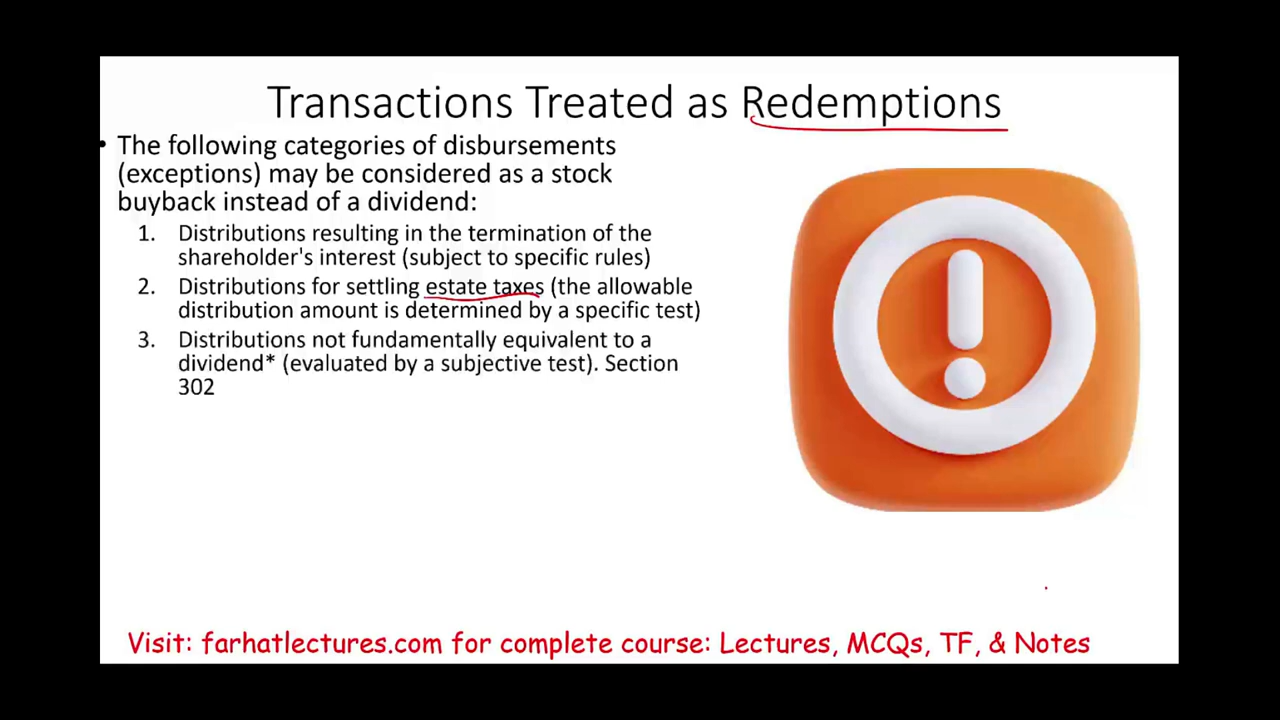 Transactions Treated as Redemptions
• The following categories of disbursements
(exceptions) may be considered as a stock
buyback instead of a dividend:
1. Distributions resulting in the termination of the
shareholder's interest (subject to specific rules)
2. Distributions for settling estate taxes (the allowable
distribution amount is determined by a specific test)
3. Distributions not fundamentally equivalent to a
dividend* (evaluated by a subjective test). Section
302
Visit: farhatlectures.com for complete course: Lectures, MCQs, TF, & Notes